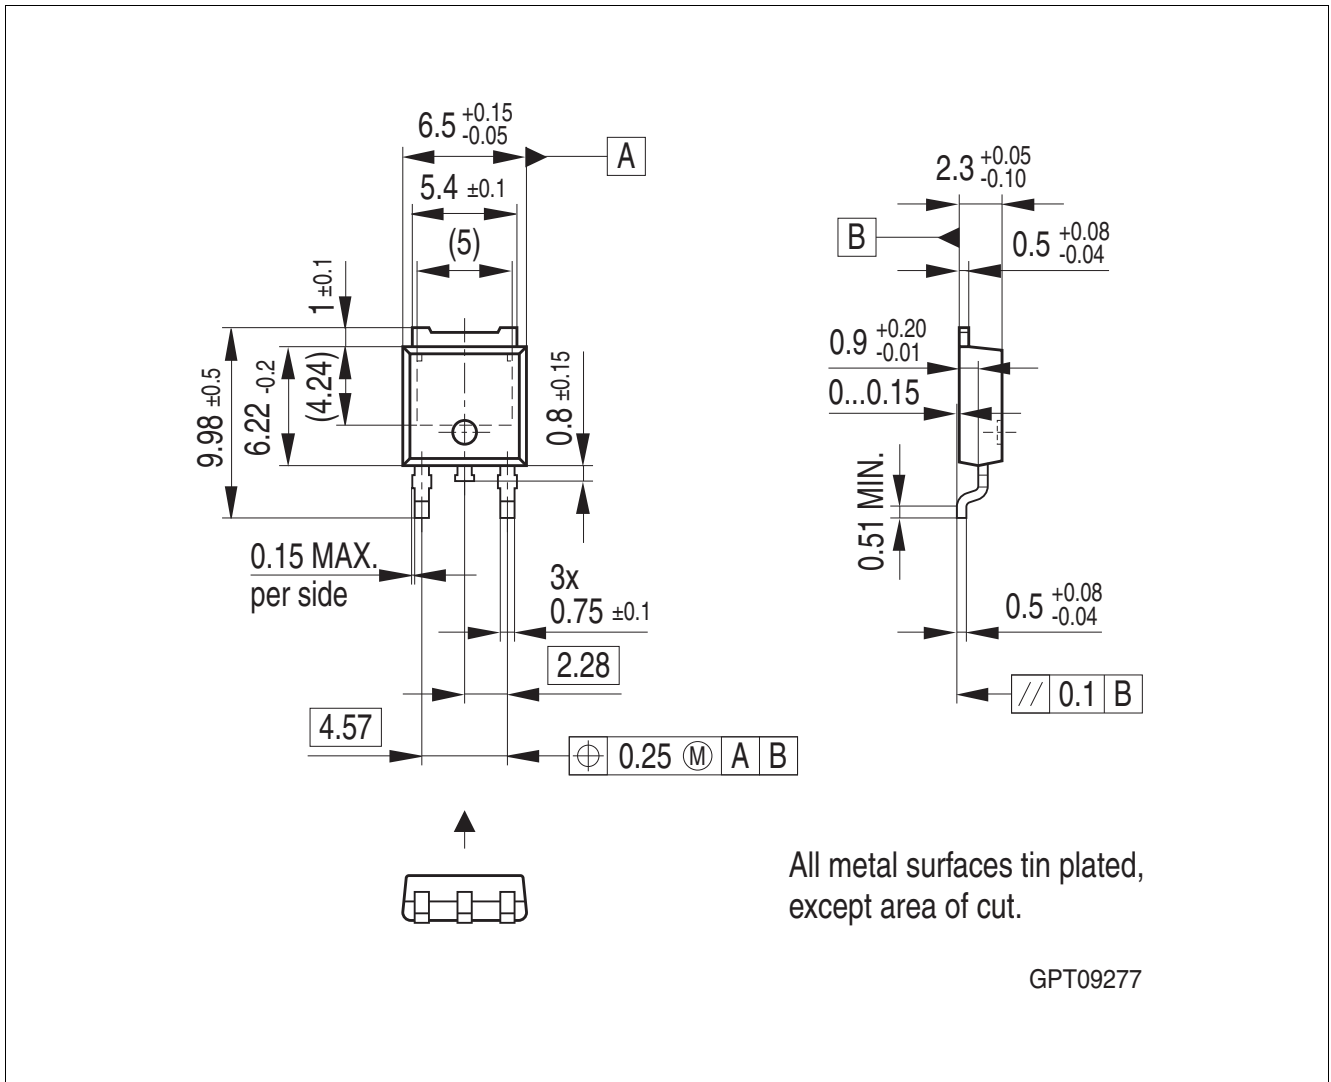 6.5 +0.15 -0.05
A
5.4 ±0.1
(5)
1 ±0.1
9.98 ±0.5
6.22 -0.2
(4.24)
0.8 ±0.15
0.15 MAX.
per side
3x
0.75 ±0.1
2.28
4.57
0.25 Ⓜ A B
2.3 +0.05 -0.10
B
0.5 +0.08 -0.04
0.9 +0.20 -0.01
0...0.15
0.51 MIN.
0.5 +0.08 -0.04
// 0.1 B
All metal surfaces tin plated,
except area of cut.
GPT09277